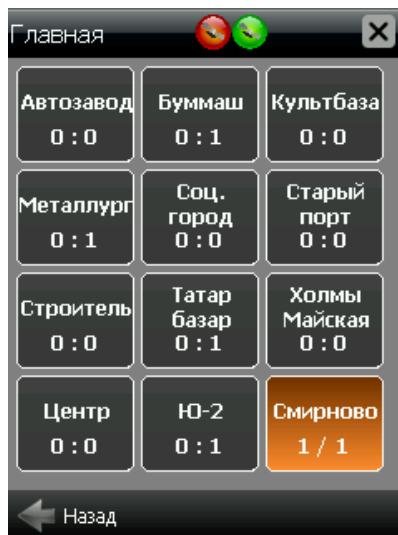 Главная
Автозавод
0 : 0
Буммаш
0 : 1
Культбаза
0 : 0
Металлург
0 : 1
Соц.
город
0 : 0
Старый
порт
0 : 0
Строитель
0 : 0
Татар
базар
0 : 1
Холмы
Майская
0 : 0
Центр
0 : 0
Ю-2
0 : 1
Смирново
1 / 1
Назад